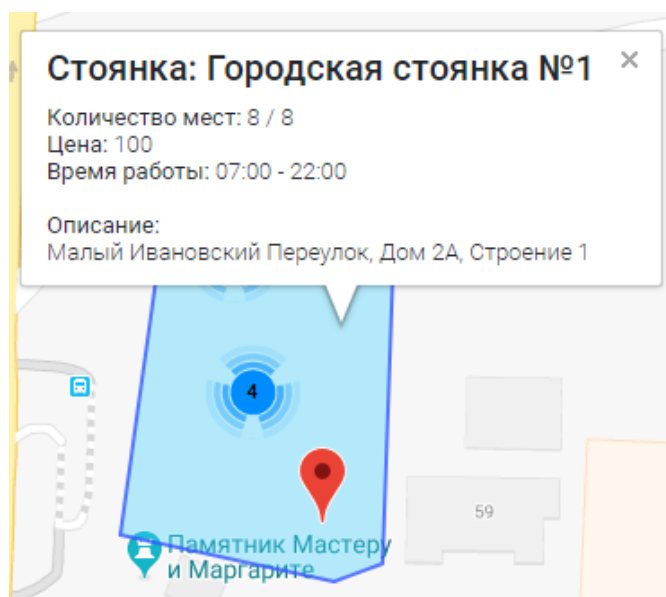 Стоянка: Городская стоянка №1
×
Количество мест: 8 / 8
Цена: 100
Время работы: 07:00 - 22:00
Описание:
Малый Ивановский Переулок, Дом 2А, Строение 1
4
59
Памятник Мастеру
и Маргарите